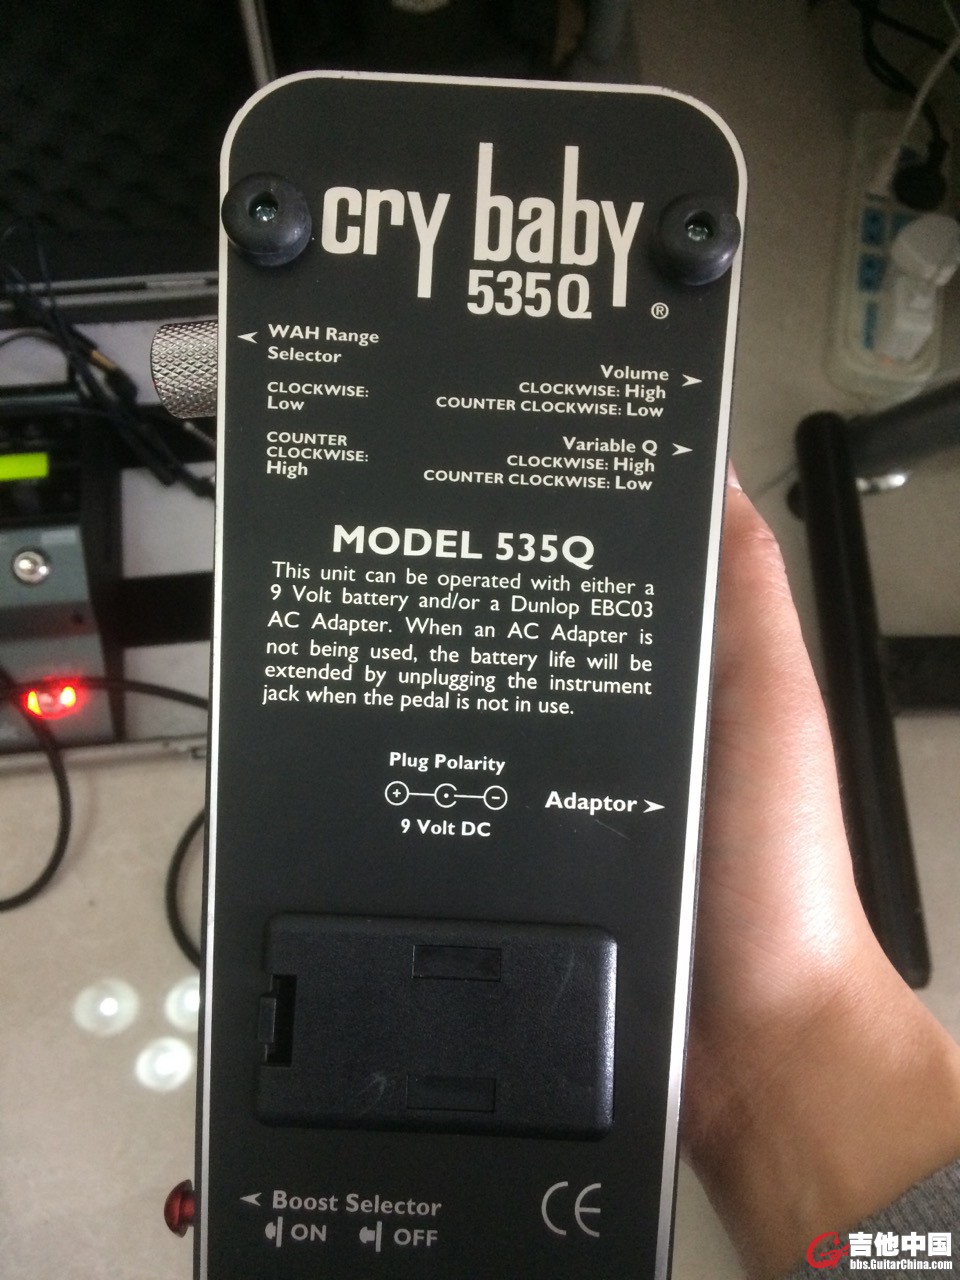 cry baby
535Q
®
WAH Range
Selector
CLOCKWISE:
Low
COUNTER
CLOCKWISE:
High
Volume
CLOCKWISE: High
COUNTER CLOCKWISE: Low
Variable Q
CLOCKWISE: High
COUNTER CLOCKWISE: Low
MODEL 535Q
This unit can be operated with either a
9 Volt battery and/or a Dunlop EBC03
AC Adapter. When an AC Adapter is
not being used, the battery life will be
extended by unplugging the instrument
jack when the pedal is not in use.
Plug Polarity
+ -
9 Volt DC
Adaptor
Boost Selector
ON OFF
CE
吉他中国
bbs.GuitarChina.com